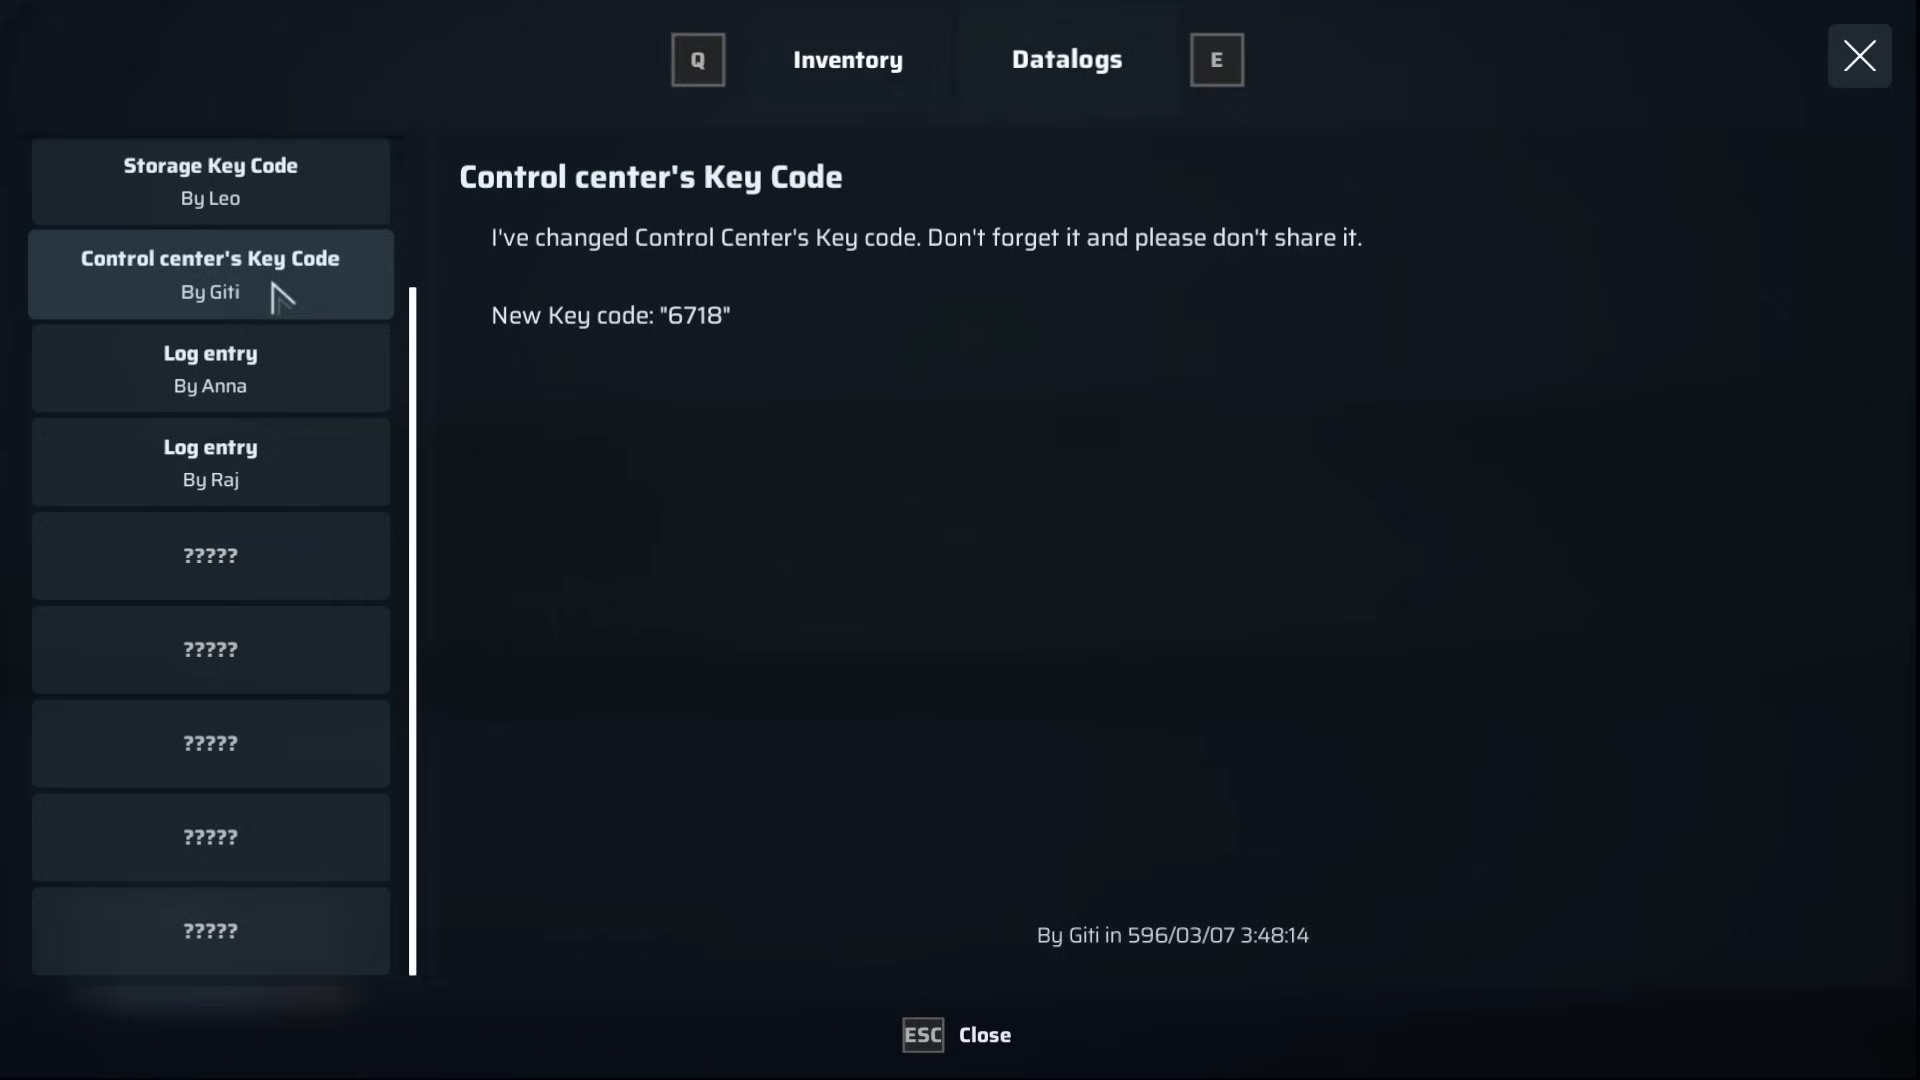 Q
Inventory
Datalogs
E
Storage Key Code
By Leo
Control center's Key Code
By Giti
Log entry
By Anna
Log entry
By Raj
?????
?????
?????
?????
?????
Control center's Key Code
I've changed Control Center's Key code. Don't forget it and please don't share it.
New Key code: "6718"
By Giti in 596/03/07 3:48:14
ESC Close